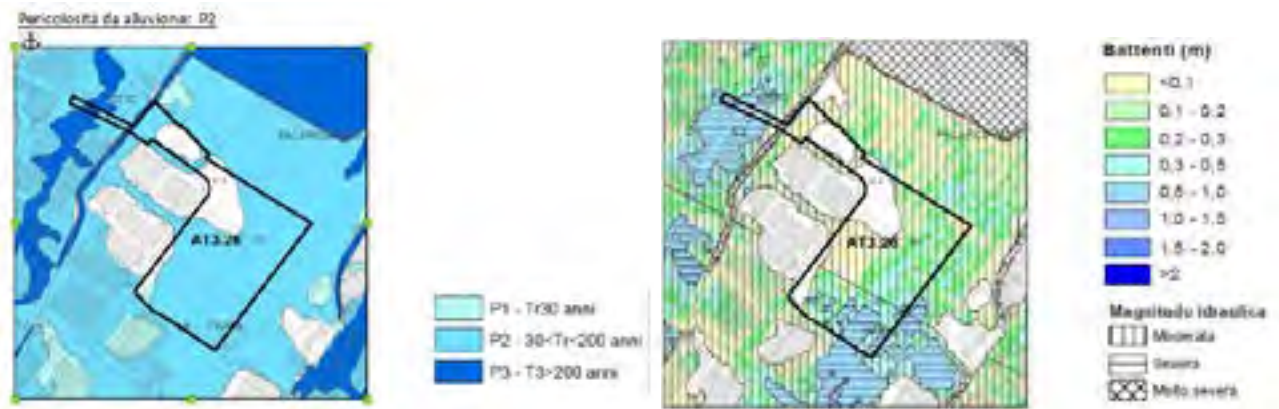 Pericolosità da alluvione: P2
A13.26
P1 - Tr30 anni
P2 - 30<Tr<200 anni
P3 - T3>200 anni
A13.26
Battenti (m)
<0,1
0,1 - 0,2
0,2 - 0,3
0,3 - 0,5
0,5 - 1,0
1,0 - 1,5
1,5 - 2,0
>2
Magnitudo idraulica
Moderata
Severa
Molto severa